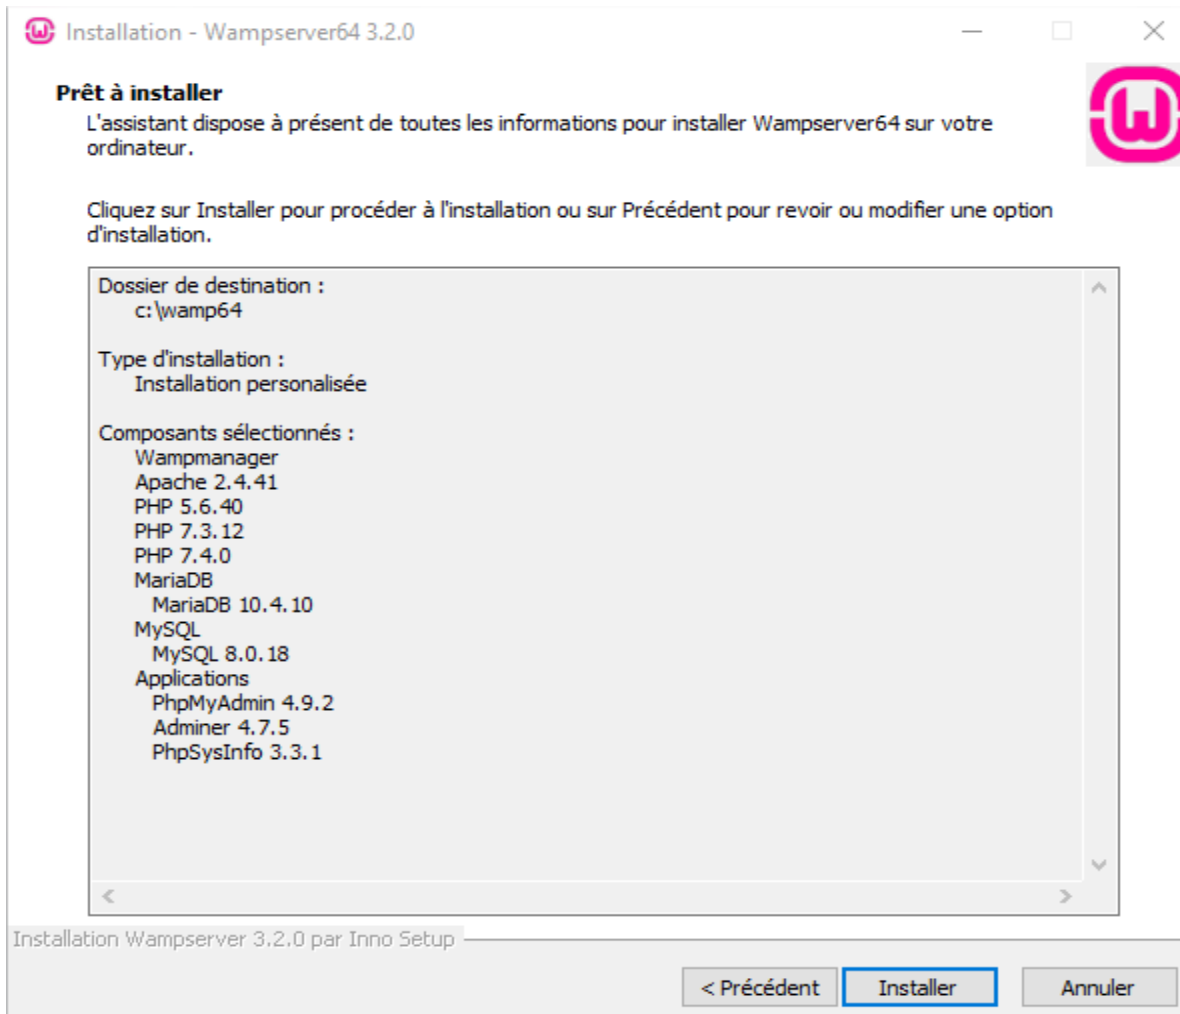 Installation - Wampserver64 3.2.0
Prêt à installer
L'assistant dispose à présent de toutes les informations pour installer Wampserver64 sur votre
ordinateur.
Cliquez sur Installer pour procéder à l'installation ou sur Précédent pour revoir ou modifier une option
d'installation.
Dossier de destination :
c:\wamp64
Type d'installation :
Installation personalisée
Composants sélectionnés :
Wampmanager
Apache 2.4.41
PHP 5.6.40
PHP 7.3.12
PHP 7.4.0
MariaDB
MariaDB 10.4.10
MySQL
MySQL 8.0.18
Applications
PhpMyAdmin 4.9.2
Adminer 4.7.5
PhpSysInfo 3.3.1
Installation Wampserver 3.2.0 par Inno Setup
< Précédent
Installer
Annuler